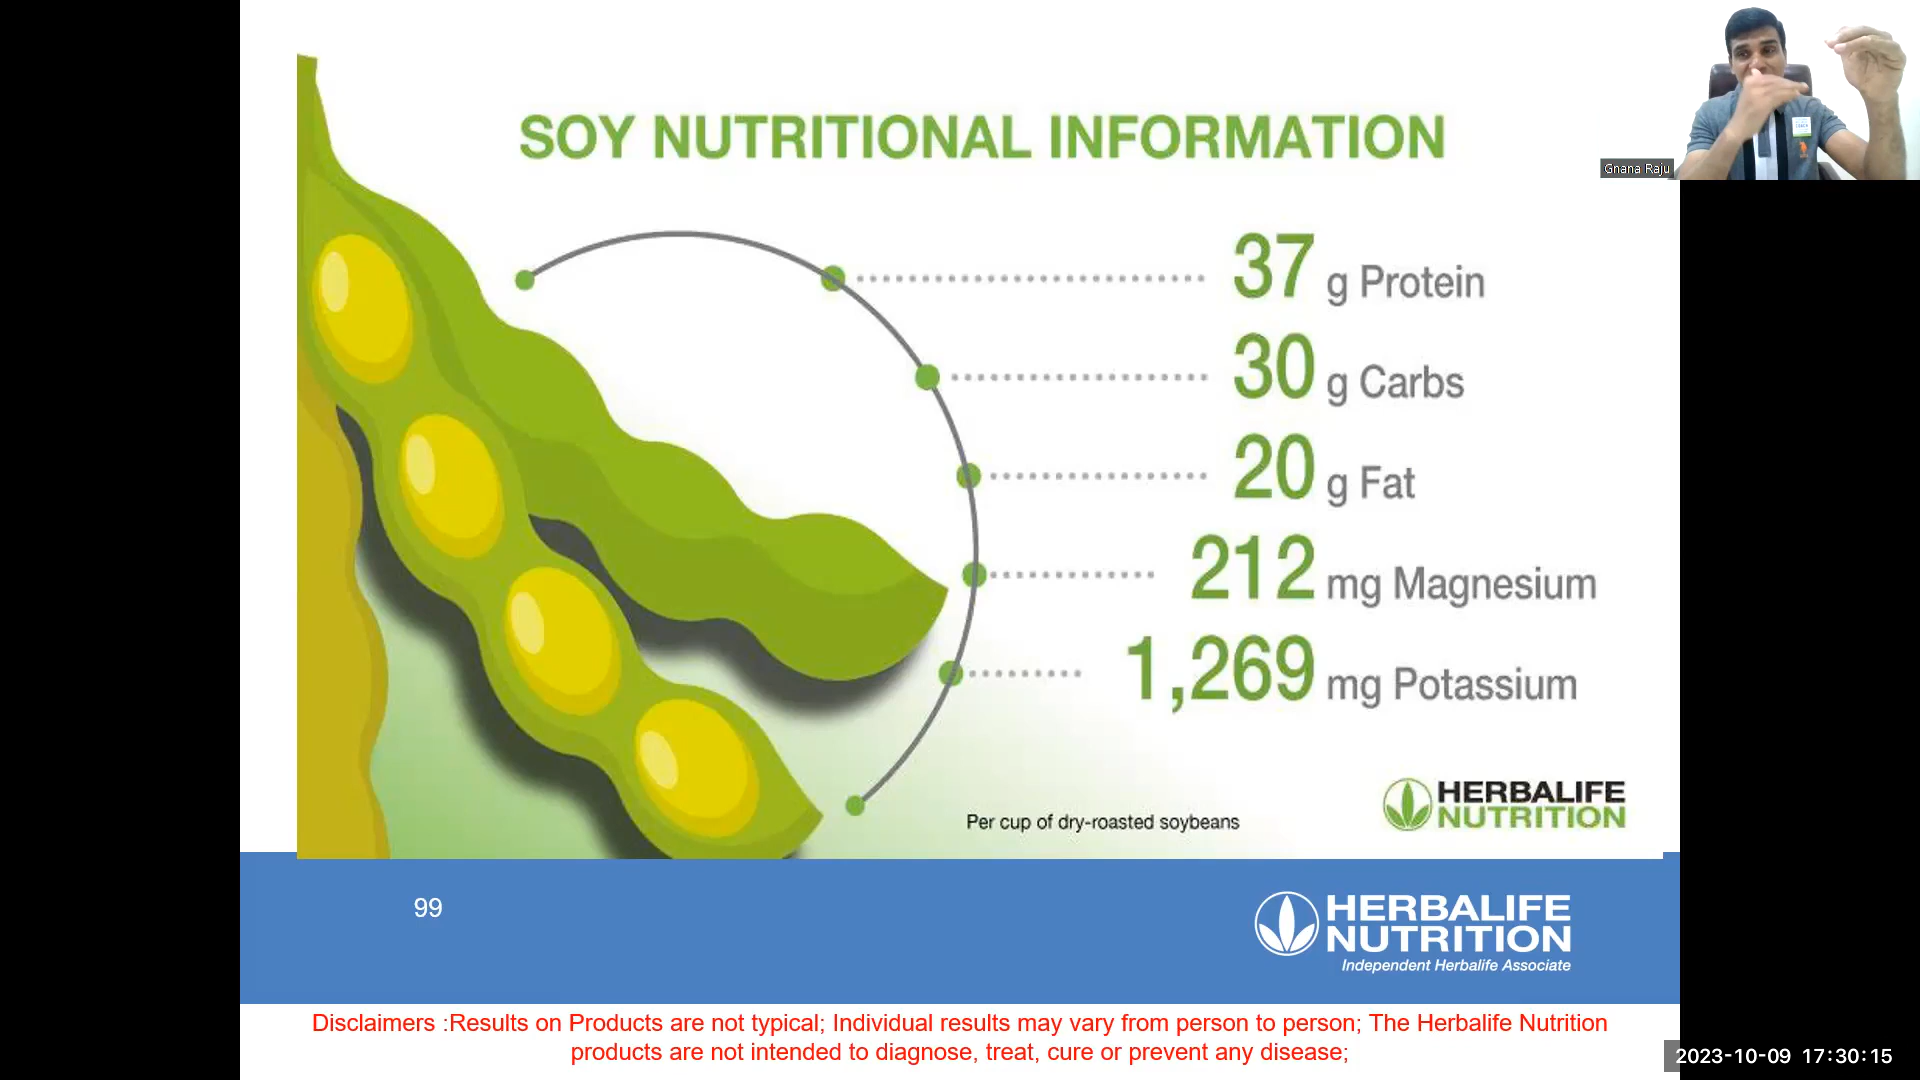 Gnana Raju
SOY NUTRITIONAL INFORMATION
37 g Protein
30 g Carbs
20 g Fat
212 mg Magnesium
1,269 mg Potassium
Per cup of dry-roasted soybeans
HERBALIFE
NUTRITION
99
HERBALIFE
NUTRITION
Independent Herbalife Associate
Disclaimers :Results on Products are not typical; Individual results may vary from person to person; The Herbalife Nutrition
products are not intended to diagnose, treat, cure or prevent any disease;
2023-10-09 17:30:15